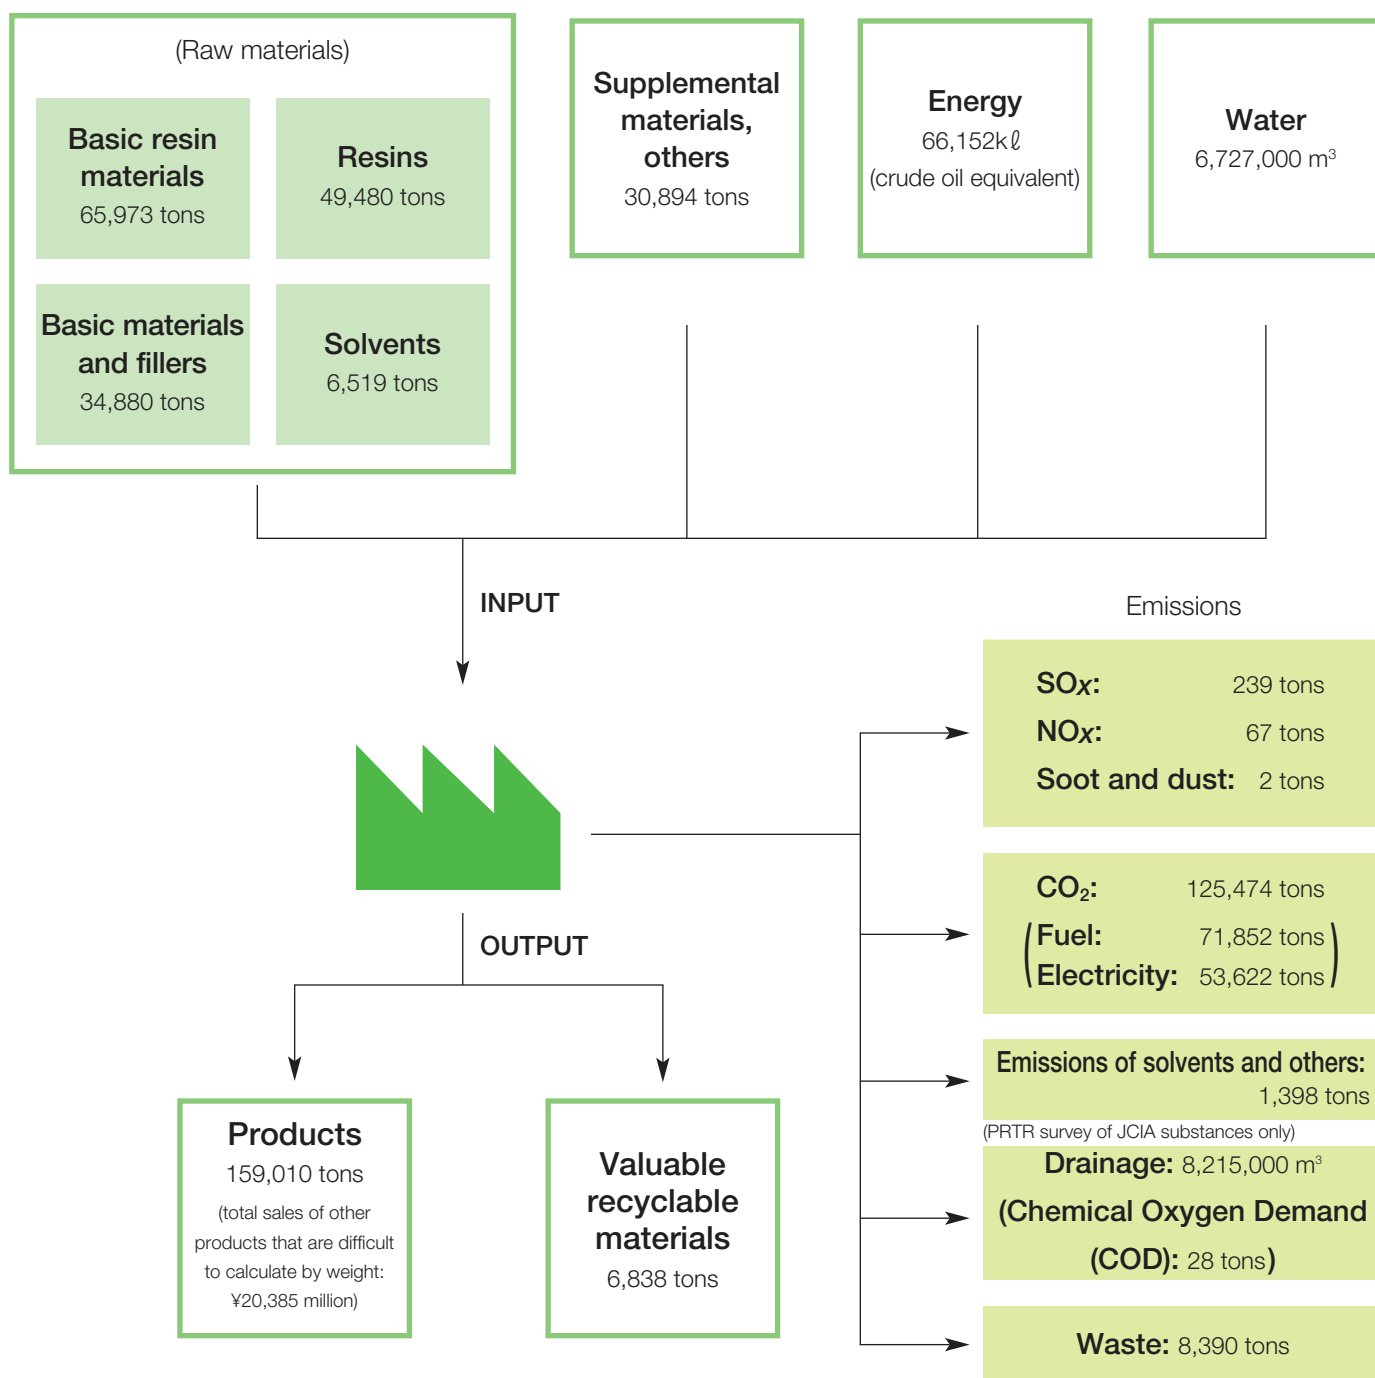 (Raw materials)
Basic resin
materials
65,973 tons
Resins
49,480 tons
Basic materials
and fillers
34,880 tons
Solvents
6,519 tons
Supplemental
materials,
others
30,894 tons
Energy
66,152kℓ
(crude oil equivalent)
Water
6,727,000 m³
INPUT
Emissions
SOx: 239 tons
NOx: 67 tons
Soot and dust: 2 tons
CO₂: 125,474 tons
(Fuel: 71,852 tons
Electricity: 53,622 tons)
Emissions of solvents and others:
1,398 tons
(PRTR survey of JCIA substances only)
Drainage: 8,215,000 m³
(Chemical Oxygen Demand
(COD): 28 tons)
Waste: 8,390 tons
OUTPUT
Products
159,010 tons
(total sales of other
products that are difficult
to calculate by weight:
¥20,385 million)
Valuable
recyclable
materials
6,838 tons